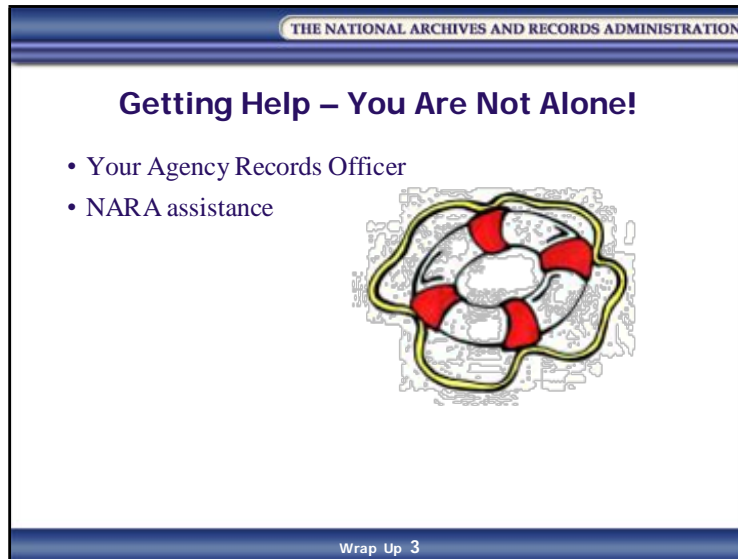 THE NATIONAL ARCHIVES AND RECORDS ADMINISTRATION
Getting Help – You Are Not Alone!
• Your Agency Records Officer
• NARA assistance
Wrap Up 3